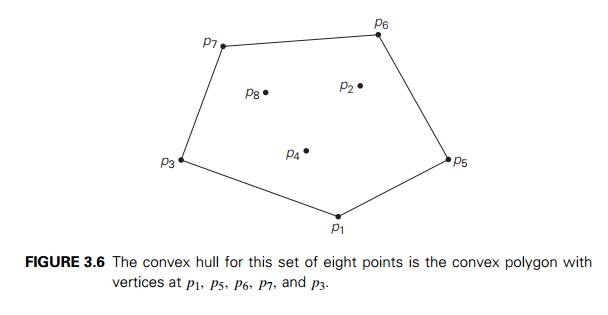 p6
p7
p2
p8
p4
p3
p5
p1
FIGURE 3.6 The convex hull for this set of eight points is the convex polygon with
vertices at p1, p5, p6, p7, and p3.